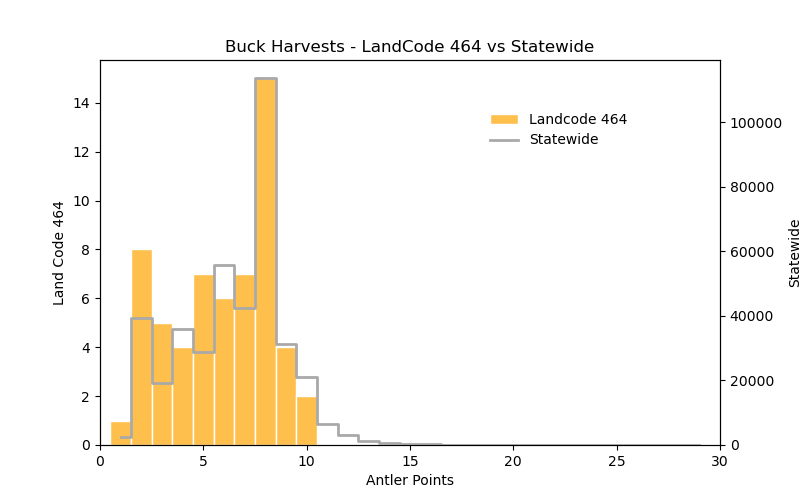 Buck Harvests - LandCode 464 vs Statewide
Landcode 464
Statewide
Land Code 464
14
12
10
8
6
4
2
0
100000
80000
60000
40000
20000
0
Statewide
0 5 10 15 20 25 30
Antler Points